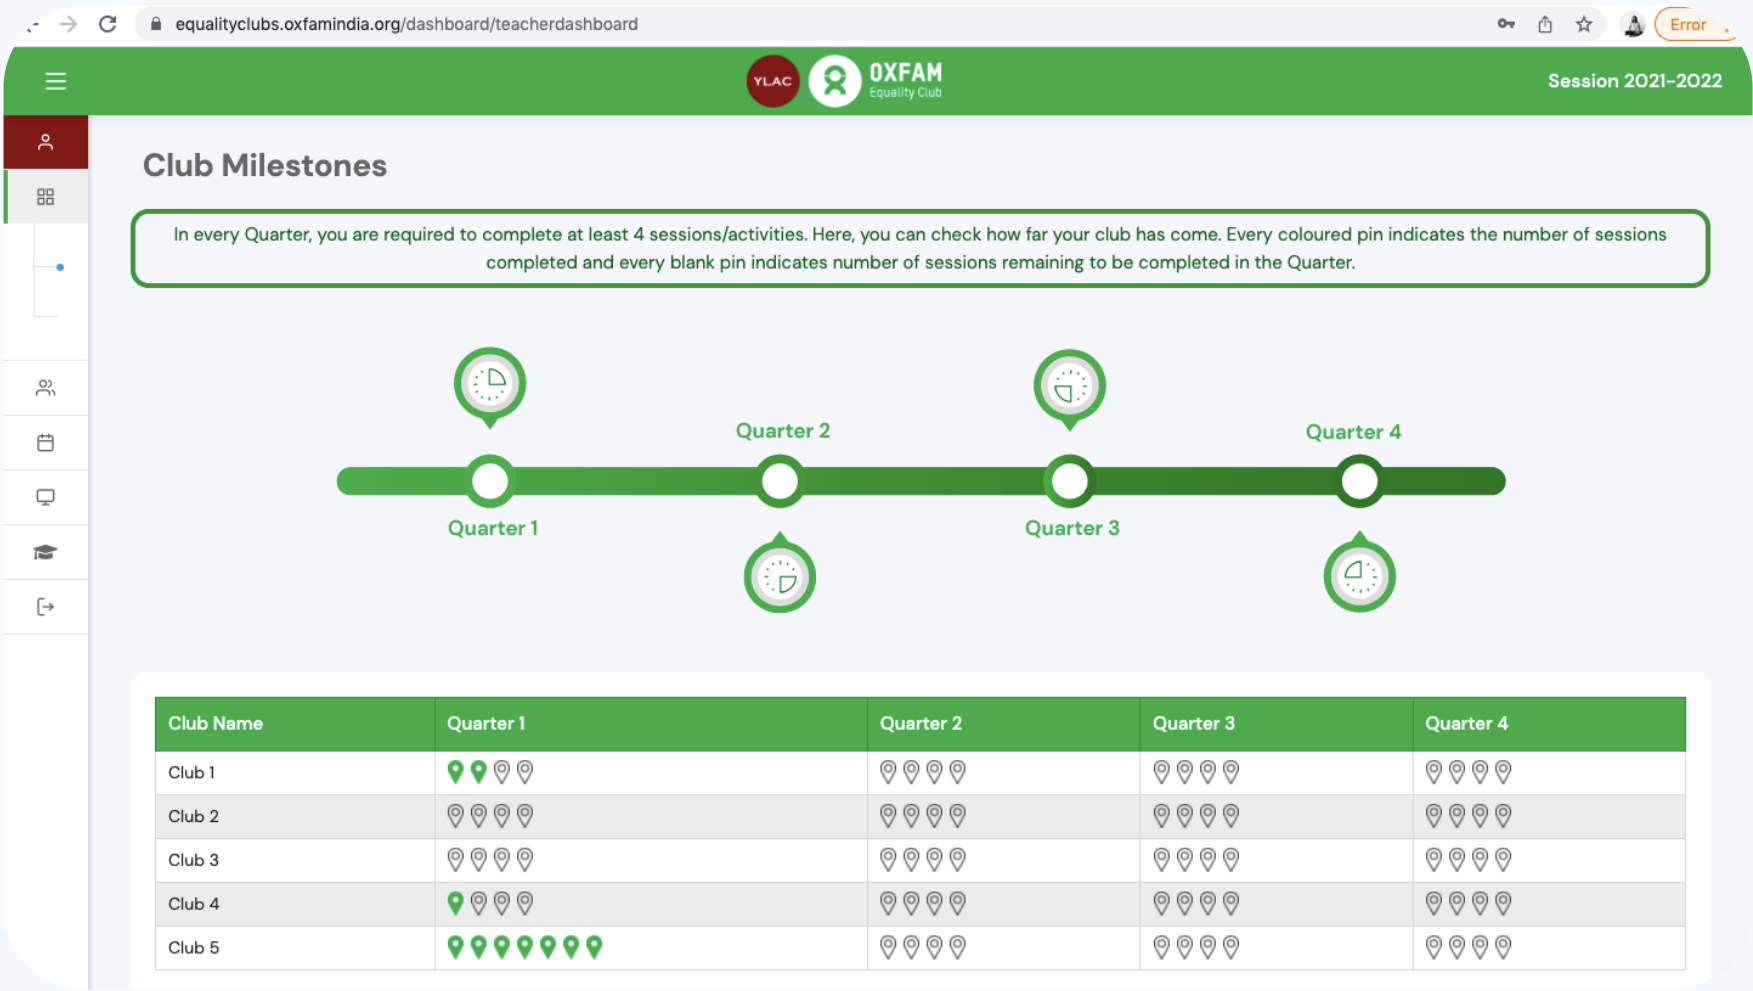 equalityclubs.oxfamindia.org/dashboard/teacherdashboard
Error
YLAC
OXFAM
Equality Club
Session 2021-2022
Club Milestones
In every Quarter, you are required to complete at least 4 sessions/activities. Here, you can check how far your club has come. Every coloured pin indicates the number of sessions
completed and every blank pin indicates number of sessions remaining to be completed in the Quarter.
Quarter 2
Quarter 4
Quarter 1
Quarter 3
Club Name Quarter 1 Quarter 2 Quarter 3 Quarter 4
Club 1
Club 2
Club 3
Club 4
Club 5